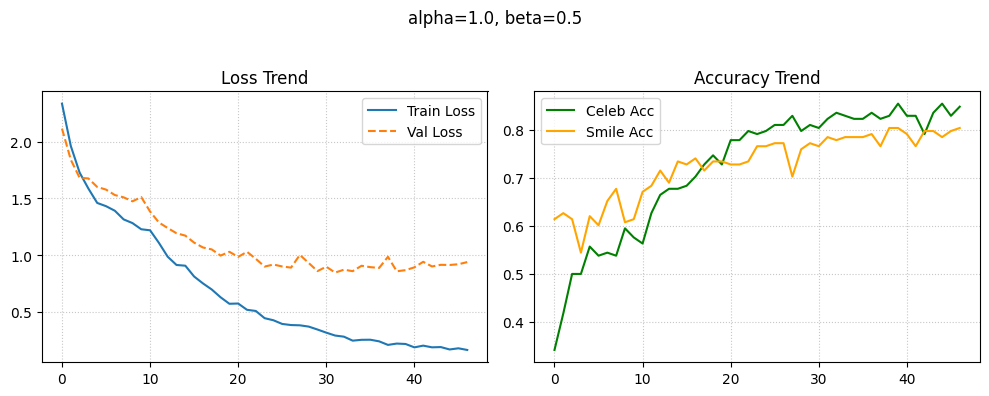 alpha=1.0, beta=0.5
Loss Trend
Train Loss
Val Loss
2.0
1.5
1.0
0.5
0
10
20
30
40
Accuracy Trend
Celeb Acc
Smile Acc
0.8
0.7
0.6
0.5
0.4
0
10
20
30
40